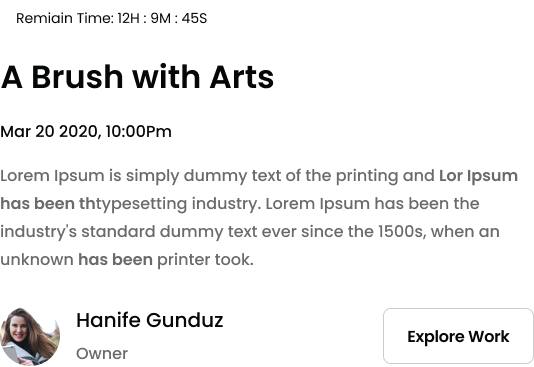 Remiain Time: 12H : 9M : 45S
A Brush with Arts
Mar 20 2020, 10:00Pm
Lorem Ipsum is simply dummy text of the printing and Lor Ipsum
has been thtypesetting industry. Lorem Ipsum has been the
industry's standard dummy text ever since the 1500s, when an
unknown has been printer took.
Hanife Gunduz
Owner
Explore Work